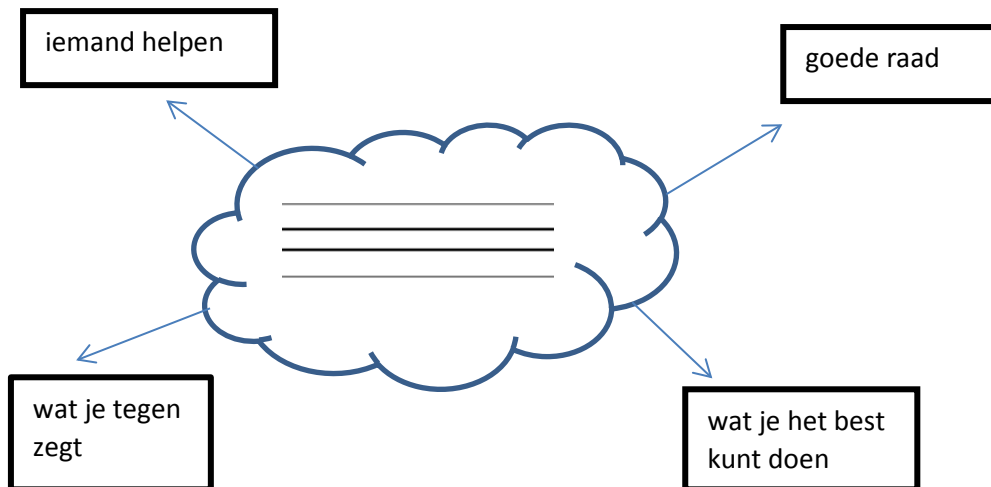 iemand helpen
goede raad
wat je tegen
zegt
wat je het best
kunt doen